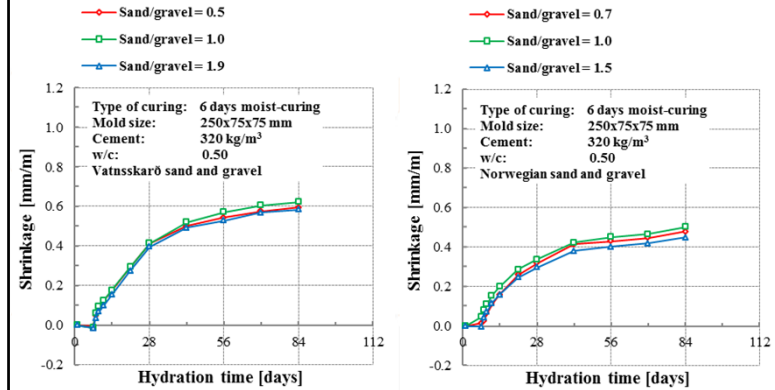 Sand/gravel = 0.5
Sand/gravel = 1.0
Sand/gravel = 1.9
1.2
1.0
0.8
0.6
0.4
0.2
0.0
-0.2
Shrinkage [mm/m]
Type of curing: 6 days moist-curing
Mold size: 250x75x75 mm
Cement: 320 kg/m³
w/c: 0.50
Vatnsskarð sand and gravel
0 28 56 84 112
Hydration time [days]
Sand/gravel = 0.7
Sand/gravel = 1.0
Sand/gravel = 1.5
1.2
1.0
0.8
0.6
0.4
0.2
0.0
-0.2
Shrinkage [mm/m]
Type of curing: 6 days moist-curing
Mold size: 250x75x75 mm
Cement: 320 kg/m³
w/c: 0.50
Norwegian sand and gravel
0 28 56 84 112
Hydration time [days]